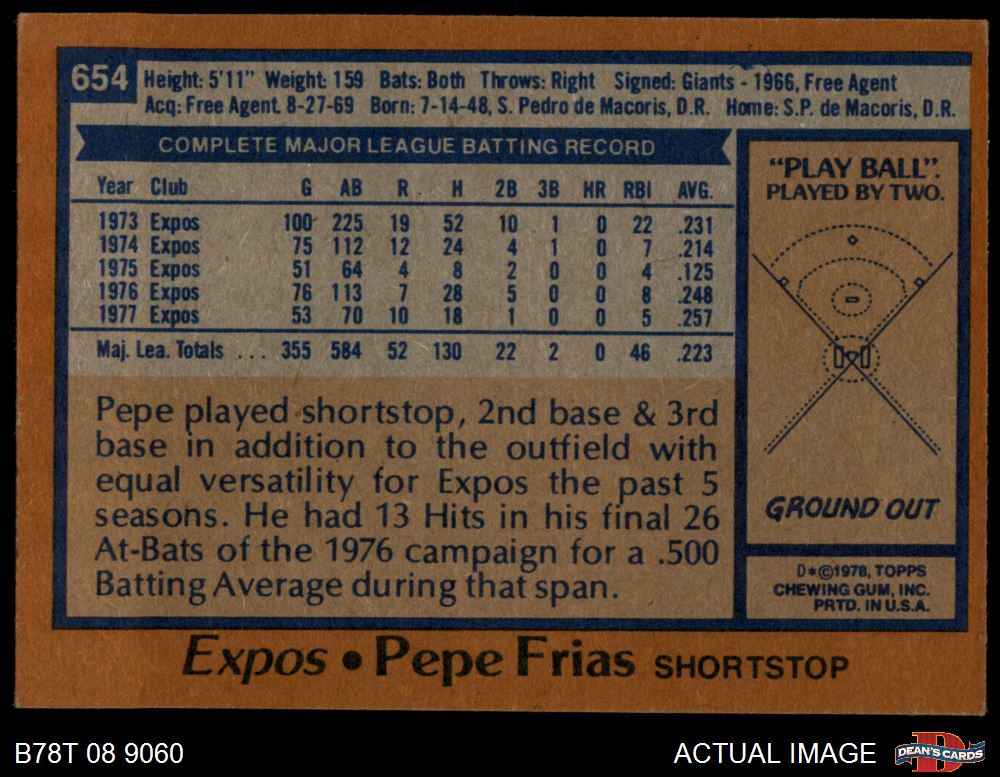 654
Height: 5'11" Weight: 159 Bats: Both Throws: Right Signed: Giants - 1966, Free Agent
Acq: Free Agent. 8-27-69 Born: 7-14-48, S. Pedro de Macoris, D.R. Home: S.P. de Macoris, D.R.
COMPLETE MAJOR LEAGUE BATTING RECORD
Year Club G AB R H 2B 3B HR RBI AVG.
1973 Expos 100 225 19 52 10 1 0 22 .231
1974 Expos 75 112 12 24 4 1 0 7 .214
1975 Expos 51 64 4 8 2 0 0 4 .125
1976 Expos 76 113 7 28 5 0 0 8 .248
1977 Expos 53 70 10 18 1 0 0 5 .257
Maj. Lea. Totals ... 355 584 52 130 22 2 0 46 .223
Pepe played shortstop, 2nd base & 3rd
base in addition to the outfield with
equal versatility for Expos the past 5
seasons. He had 13 Hits in his final 26
At-Bats of the 1976 campaign for a .500
Batting Average during that span.
"PLAY BALL".
PLAYED BY TWO.
GROUND OUT
D*©1978, TOPPS
CHEWING GUM, INC.
PRTD. IN U.S.A.
Expos • Pepe Frias SHORTSTOP
B78T 08 9060
ACTUAL IMAGE
D
DEAN'S CARDS